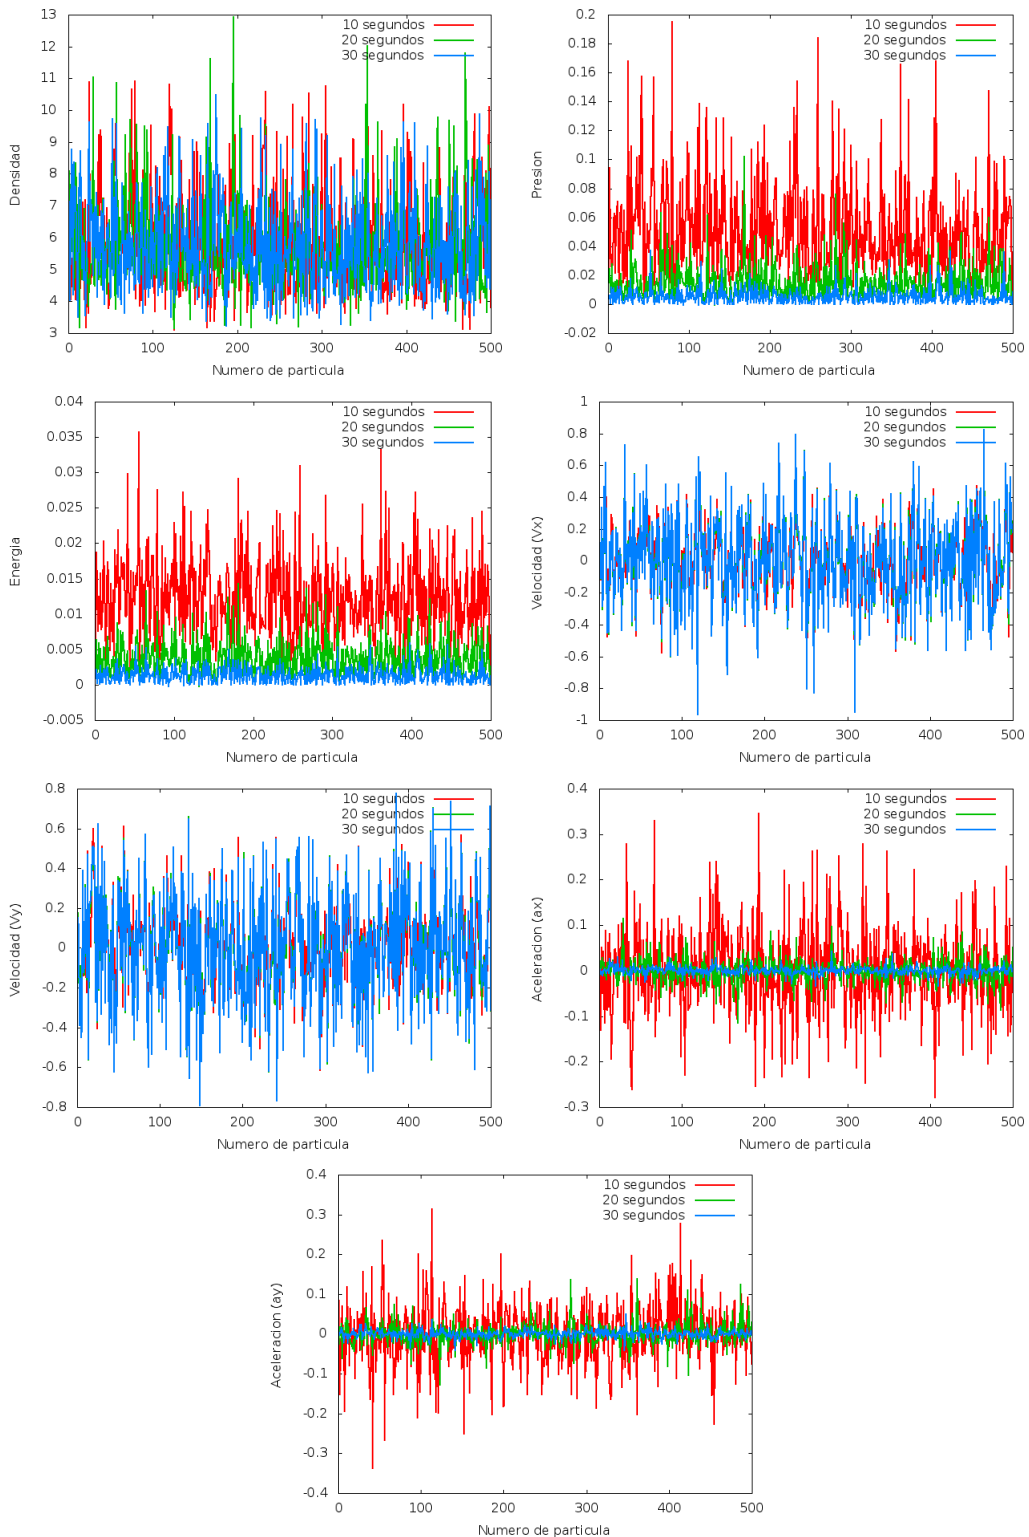 Densidad
13
12
11
10
9
8
7
6
5
4
3
0 100 200 300 400 500
Numero de particula
10 segundos
20 segundos
30 segundos
Presion
0.2
0.18
0.16
0.14
0.12
0.1
0.08
0.06
0.04
0.02
0
-0.02
0 100 200 300 400 500
Numero de particula
10 segundos
20 segundos
30 segundos
Energia
0.04
0.035
0.03
0.025
0.02
0.015
0.01
0.005
0
-0.005
0 100 200 300 400 500
Numero de particula
10 segundos
20 segundos
30 segundos
Velocidad (Vx)
1
0.8
0.6
0.4
0.2
0
-0.2
-0.4
-0.6
-0.8
-1
0 100 200 300 400 500
Numero de particula
10 segundos
20 segundos
30 segundos
Velocidad (Vy)
0.8
0.6
0.4
0.2
0
-0.2
-0.4
-0.6
-0.8
0 100 200 300 400 500
Numero de particula
10 segundos
20 segundos
30 segundos
Aceleracion (ax)
0.4
0.3
0.2
0.1
0
-0.1
-0.2
-0.3
0 100 200 300 400 500
Numero de particula
10 segundos
20 segundos
30 segundos
Aceleracion (ay)
0.4
0.3
0.2
0.1
0
-0.1
-0.2
-0.3
-0.4
0 100 200 300 400 500
Numero de particula
10 segundos
20 segundos
30 segundos